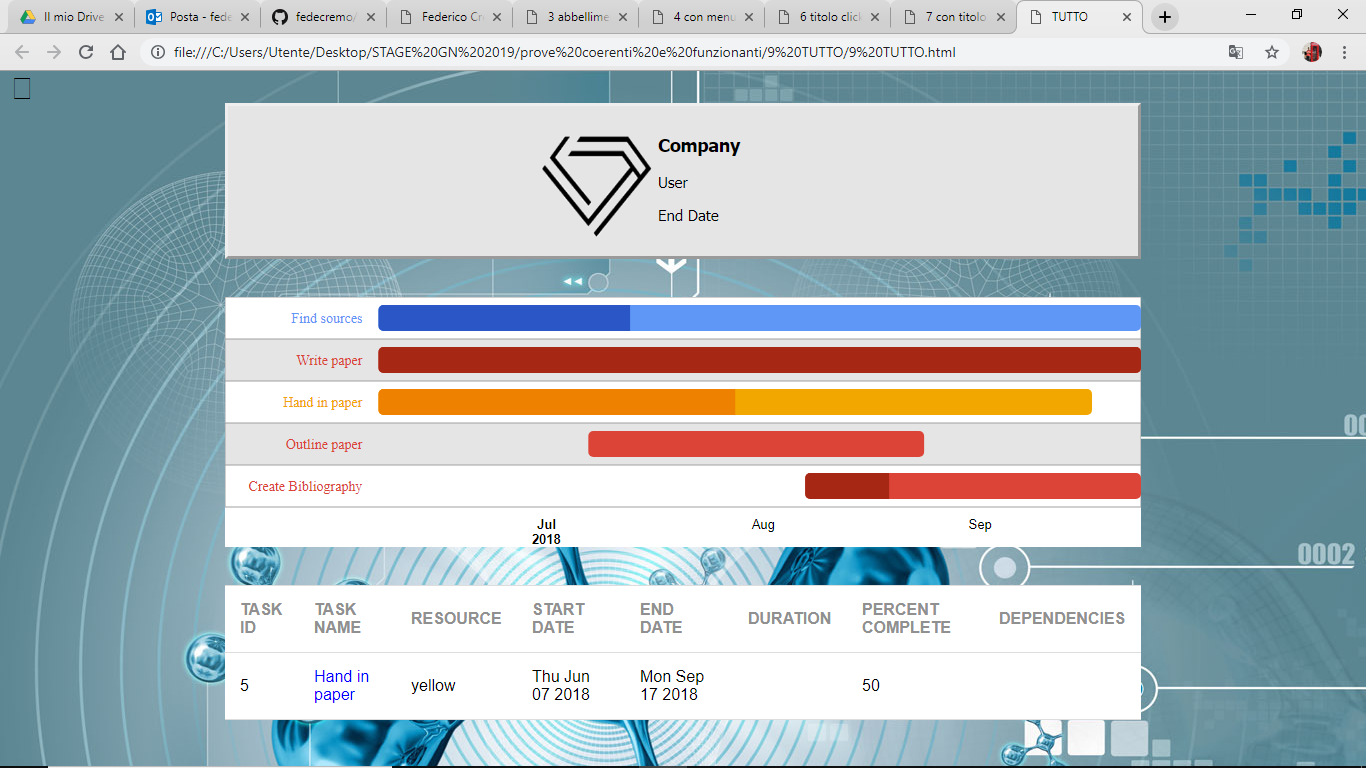 Il mio Drive
Posta - fede
fedecremo/
Federico Cr
3 abbellime
4 con menu
6 titolo click
7 con titolo
TUTTO
file:///C:/Users/Utente/Desktop/STAGE%20GN%202019/prove%20coerenti%20e%20funzionanti/9%20TUTTO/9%20TUTTO.html
Company
User
End Date
Find sources
Write paper
Hand in paper
Outline paper
Create Bibliography
Jul
2018
Aug
Sep
00
0002
TASK ID
TASK NAME
RESOURCE
START DATE
END DATE
DURATION
PERCENT COMPLETE
DEPENDENCIES
5
Hand in paper
yellow
Thu Jun 07 2018
Mon Sep 17 2018
50